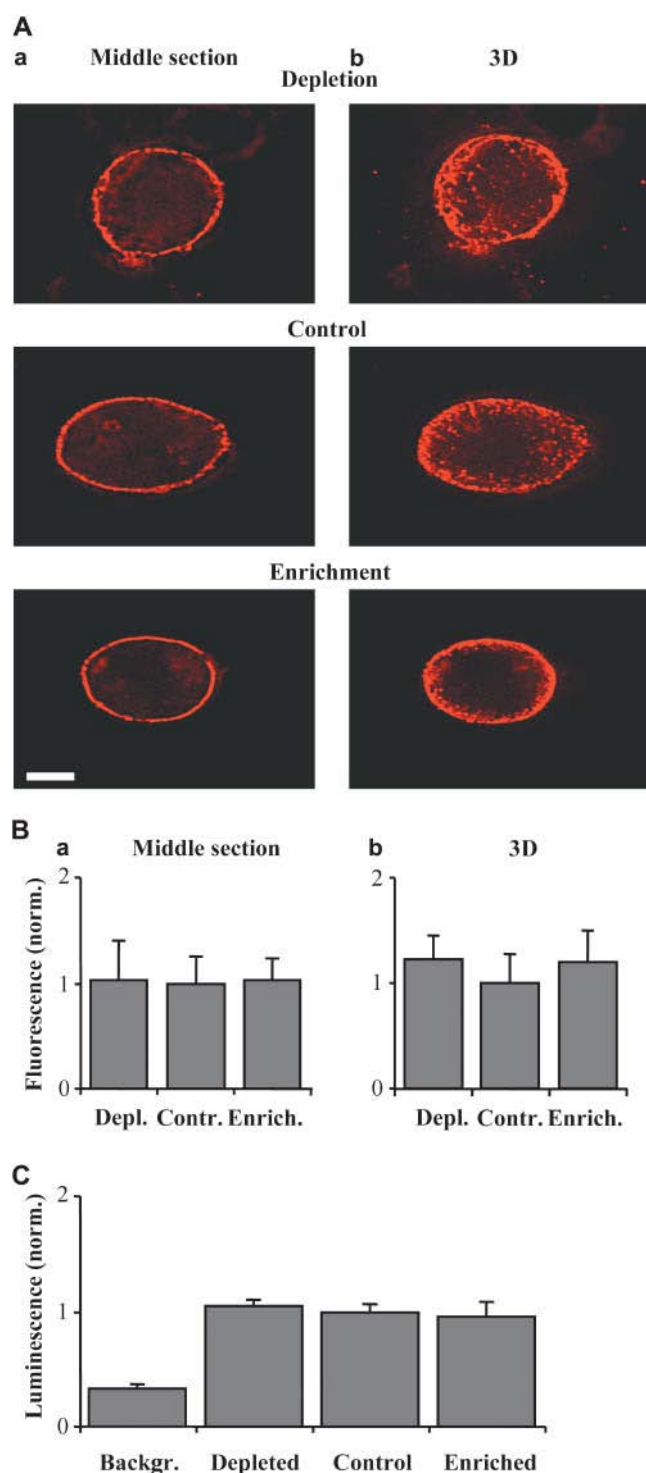 A
a Middle section b 3D
Depletion
Control
Enrichment
B
a Middle section b 3D
Fluorescence (norm.)
2
1
0
Depl. Contr. Enrich.
2
1
0
Depl. Contr. Enrich.
C
Luminescence (norm.)
2
1
0
Backgr. Depleted Control Enriched